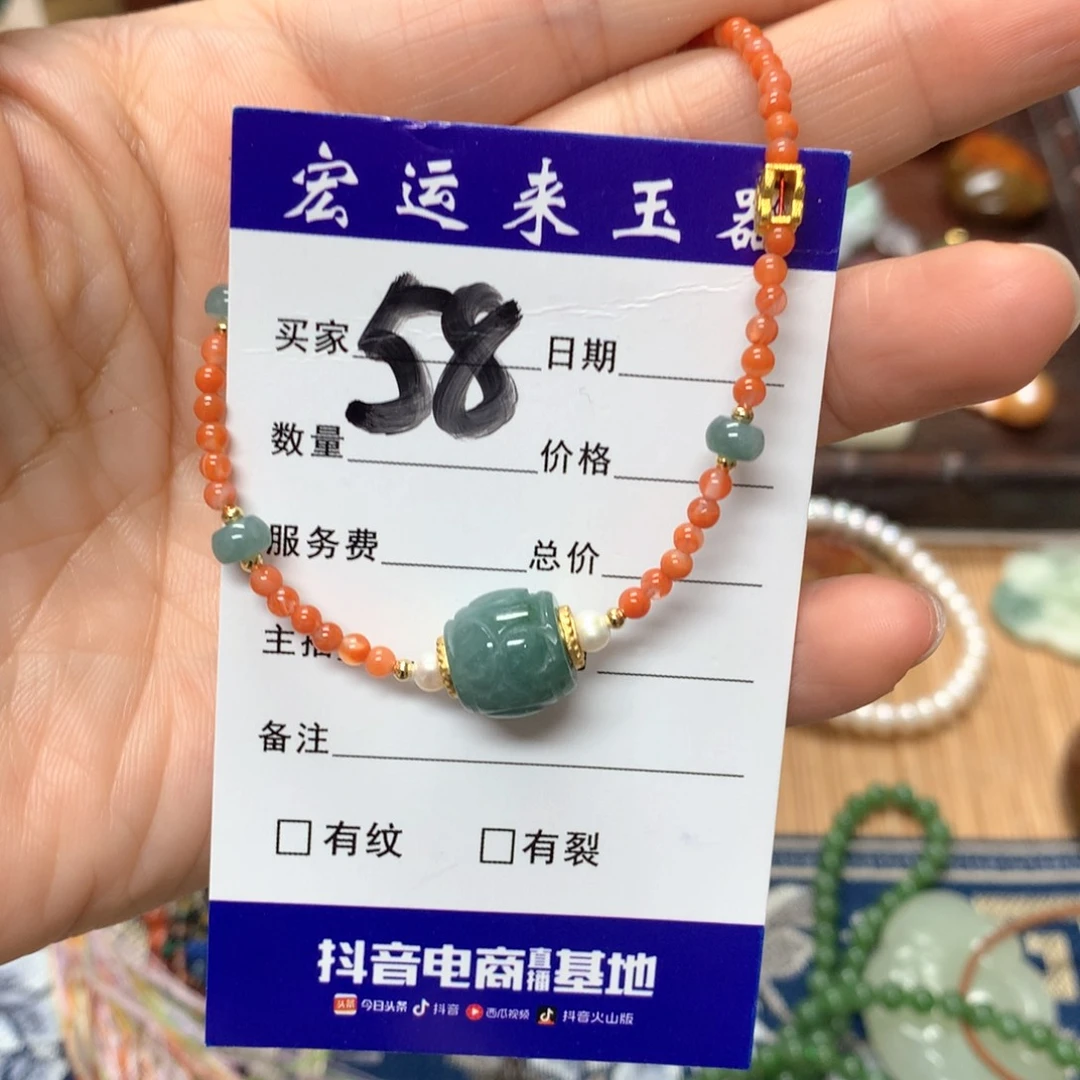 宏运来玉器
买家 58 日期
数量 价格
服务费 总价
主播
备注
□ 有纹 □ 有裂
抖音电商直播基地
今日头条 抖音 西瓜视频 抖音火山版